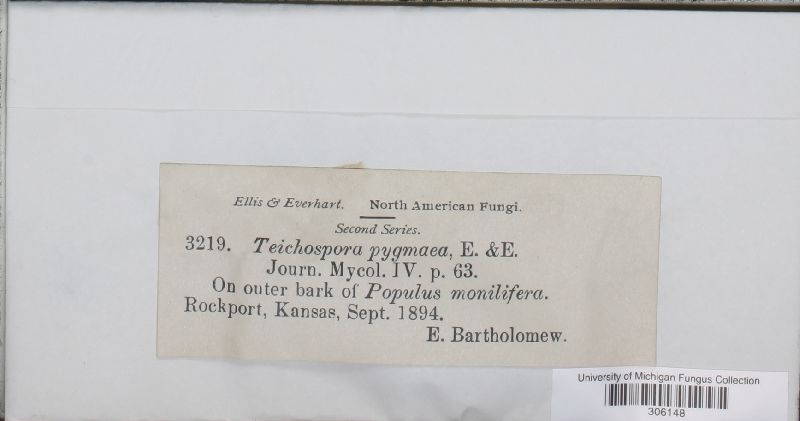 Ellis & Everhart. North American Fungi.
Second Series.
3219. Teichospora pygmaea, E. &E.
Journ. Mycol. IV. p. 63.
On outer bark of Populus monilifera.
Rockport, Kansas, Sept. 1894.
E. Bartholomew.
University of Michigan Fungus Collection
306148